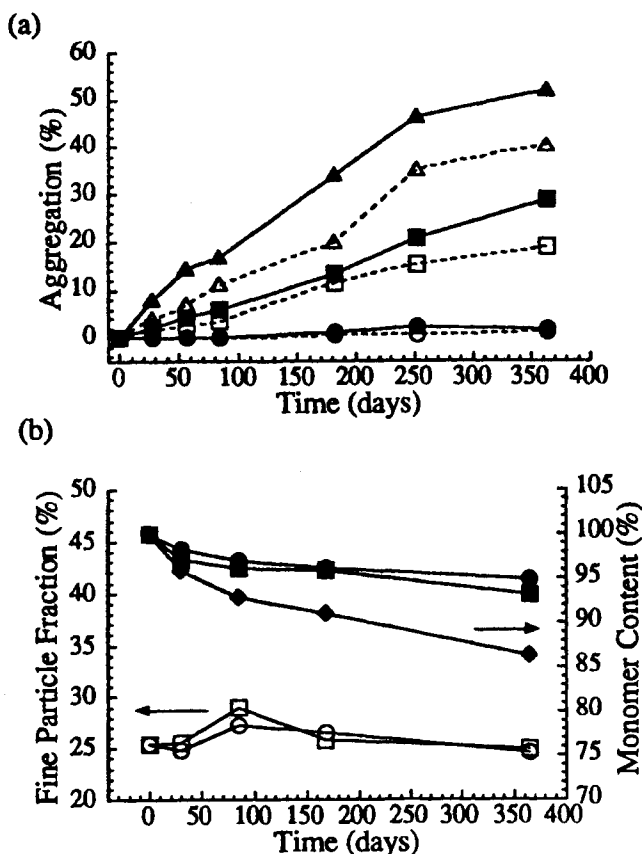 (a)
Aggregation (%)
60
50
40
30
20
10
0
0 50 100 150 200 250 300 350 400
Time (days)
(b)
Fine Particle Fraction (%)
50
45
40
35
30
25
20
105
100
95
90
85
80
75
70
Monomer Content (%)
0 50 100 150 200 250 300 350 400
Time (days)